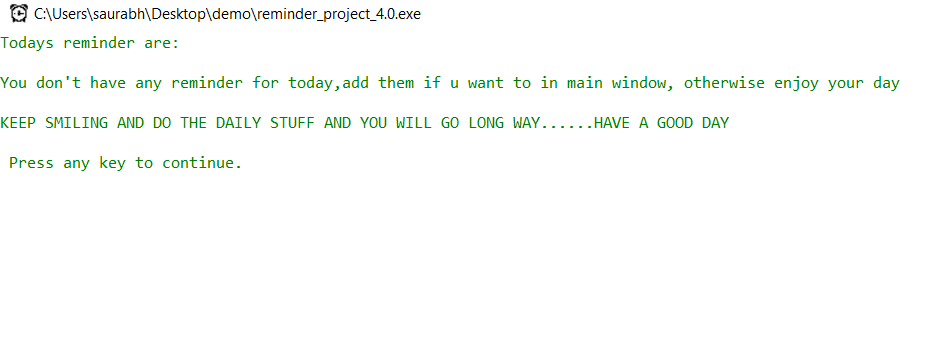 C:\Users\saurabh\Desktop\demo\reminder_project_4.0.exe
Todays reminder are:
You don't have any reminder for today,add them if u want to in main window, otherwise enjoy your day
KEEP SMILING AND DO THE DAILY STUFF AND YOU WILL GO LONG WAY......HAVE A GOOD DAY
Press any key to continue.